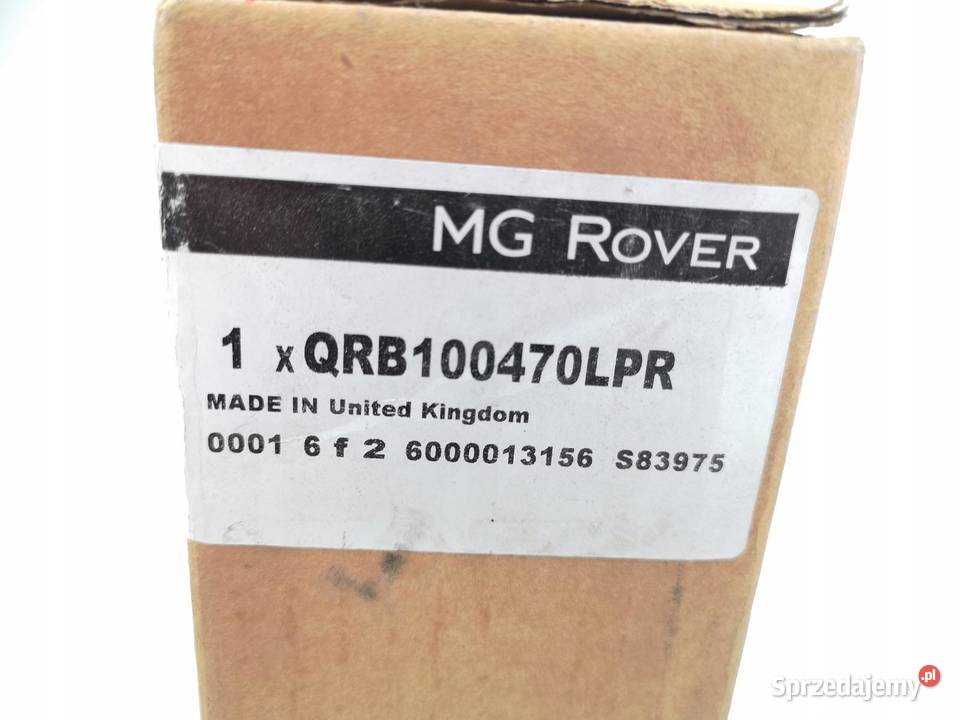 MG ROVER
1 x QRB100470LPR
MADE IN United Kingdom
0001 6 f 2 6000013156 S83975
Sprzedajemy.pl